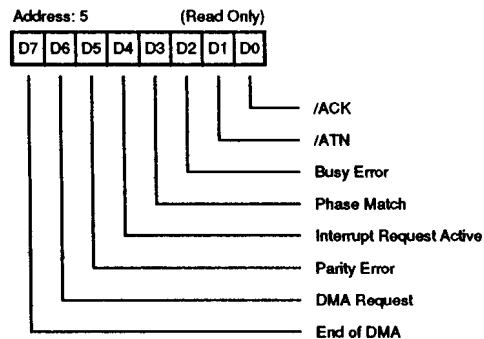 Address: 5 (Read Only)
D7 D6 D5 D4 D3 D2 D1 D0
/ACK
/ATN
Busy Error
Phase Match
Interrupt Request Active
Parity Error
DMA Request
End of DMA